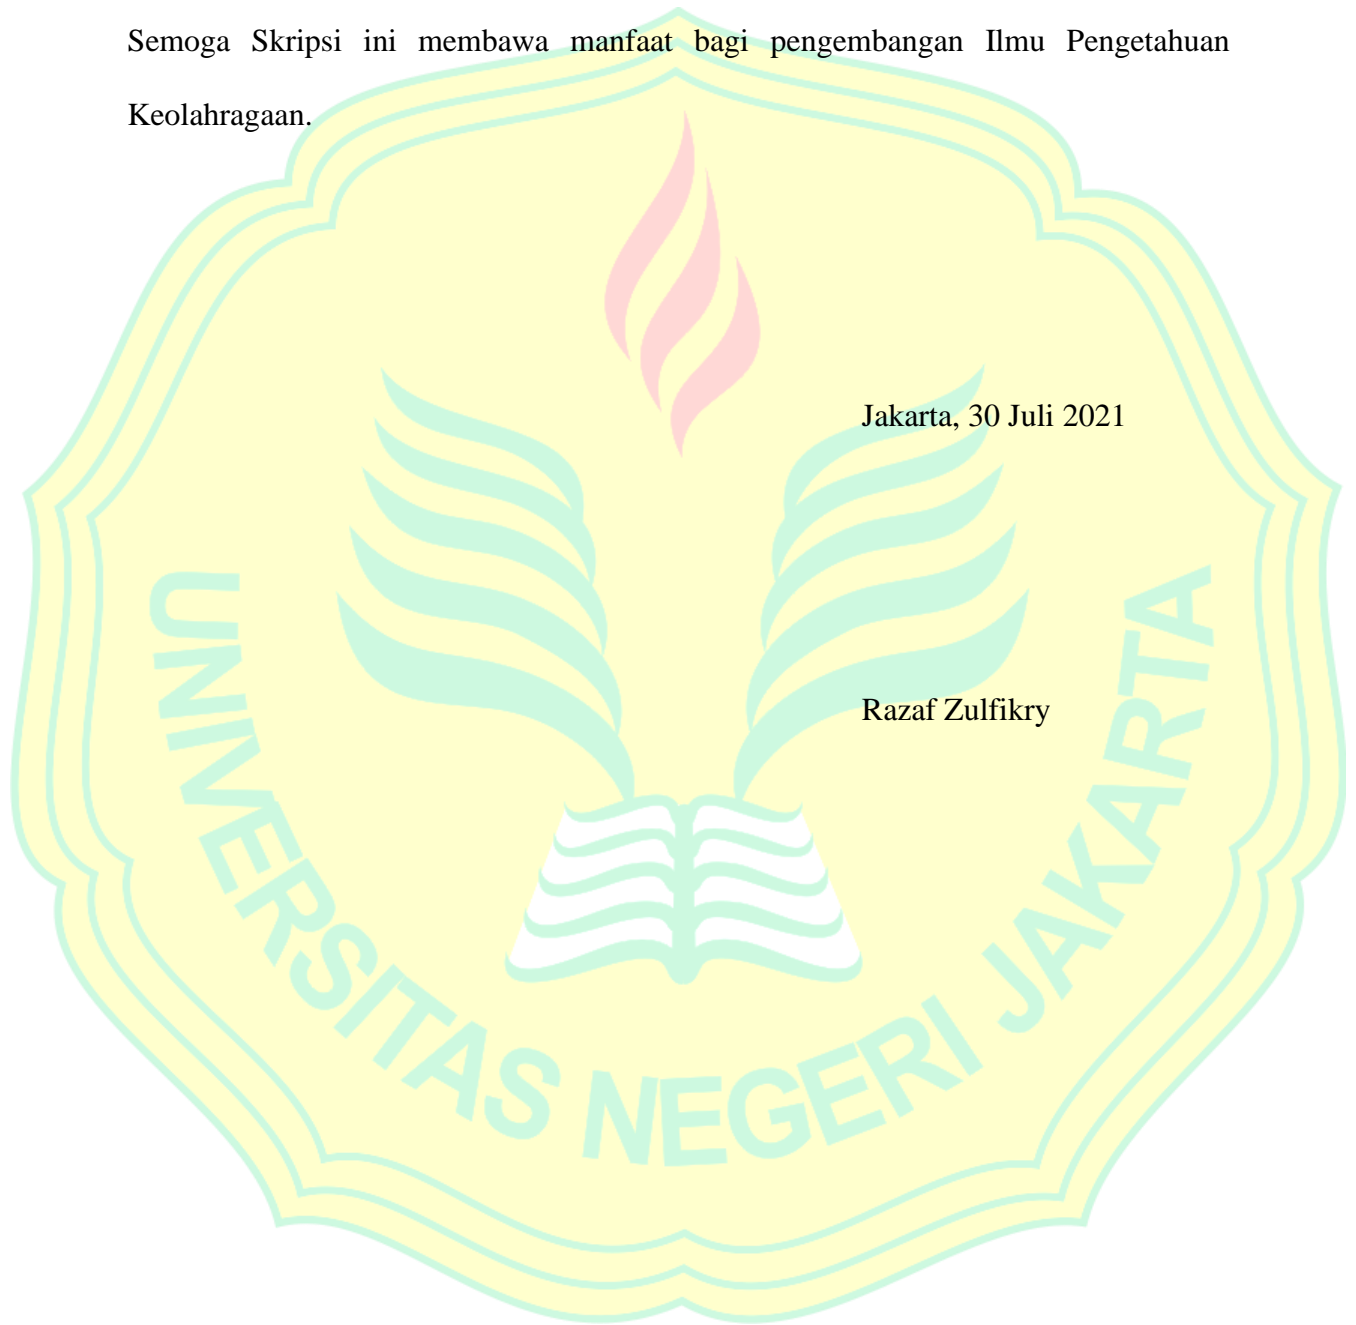 Semoga Skripsi ini membawa manfaat bagi pengembangan Ilmu Pengetahuan
Keolahragaan.
Jakarta, 30 Juli 2021
Razaf Zulfikry
UNIVERSITAS NEGERI JAKARTA